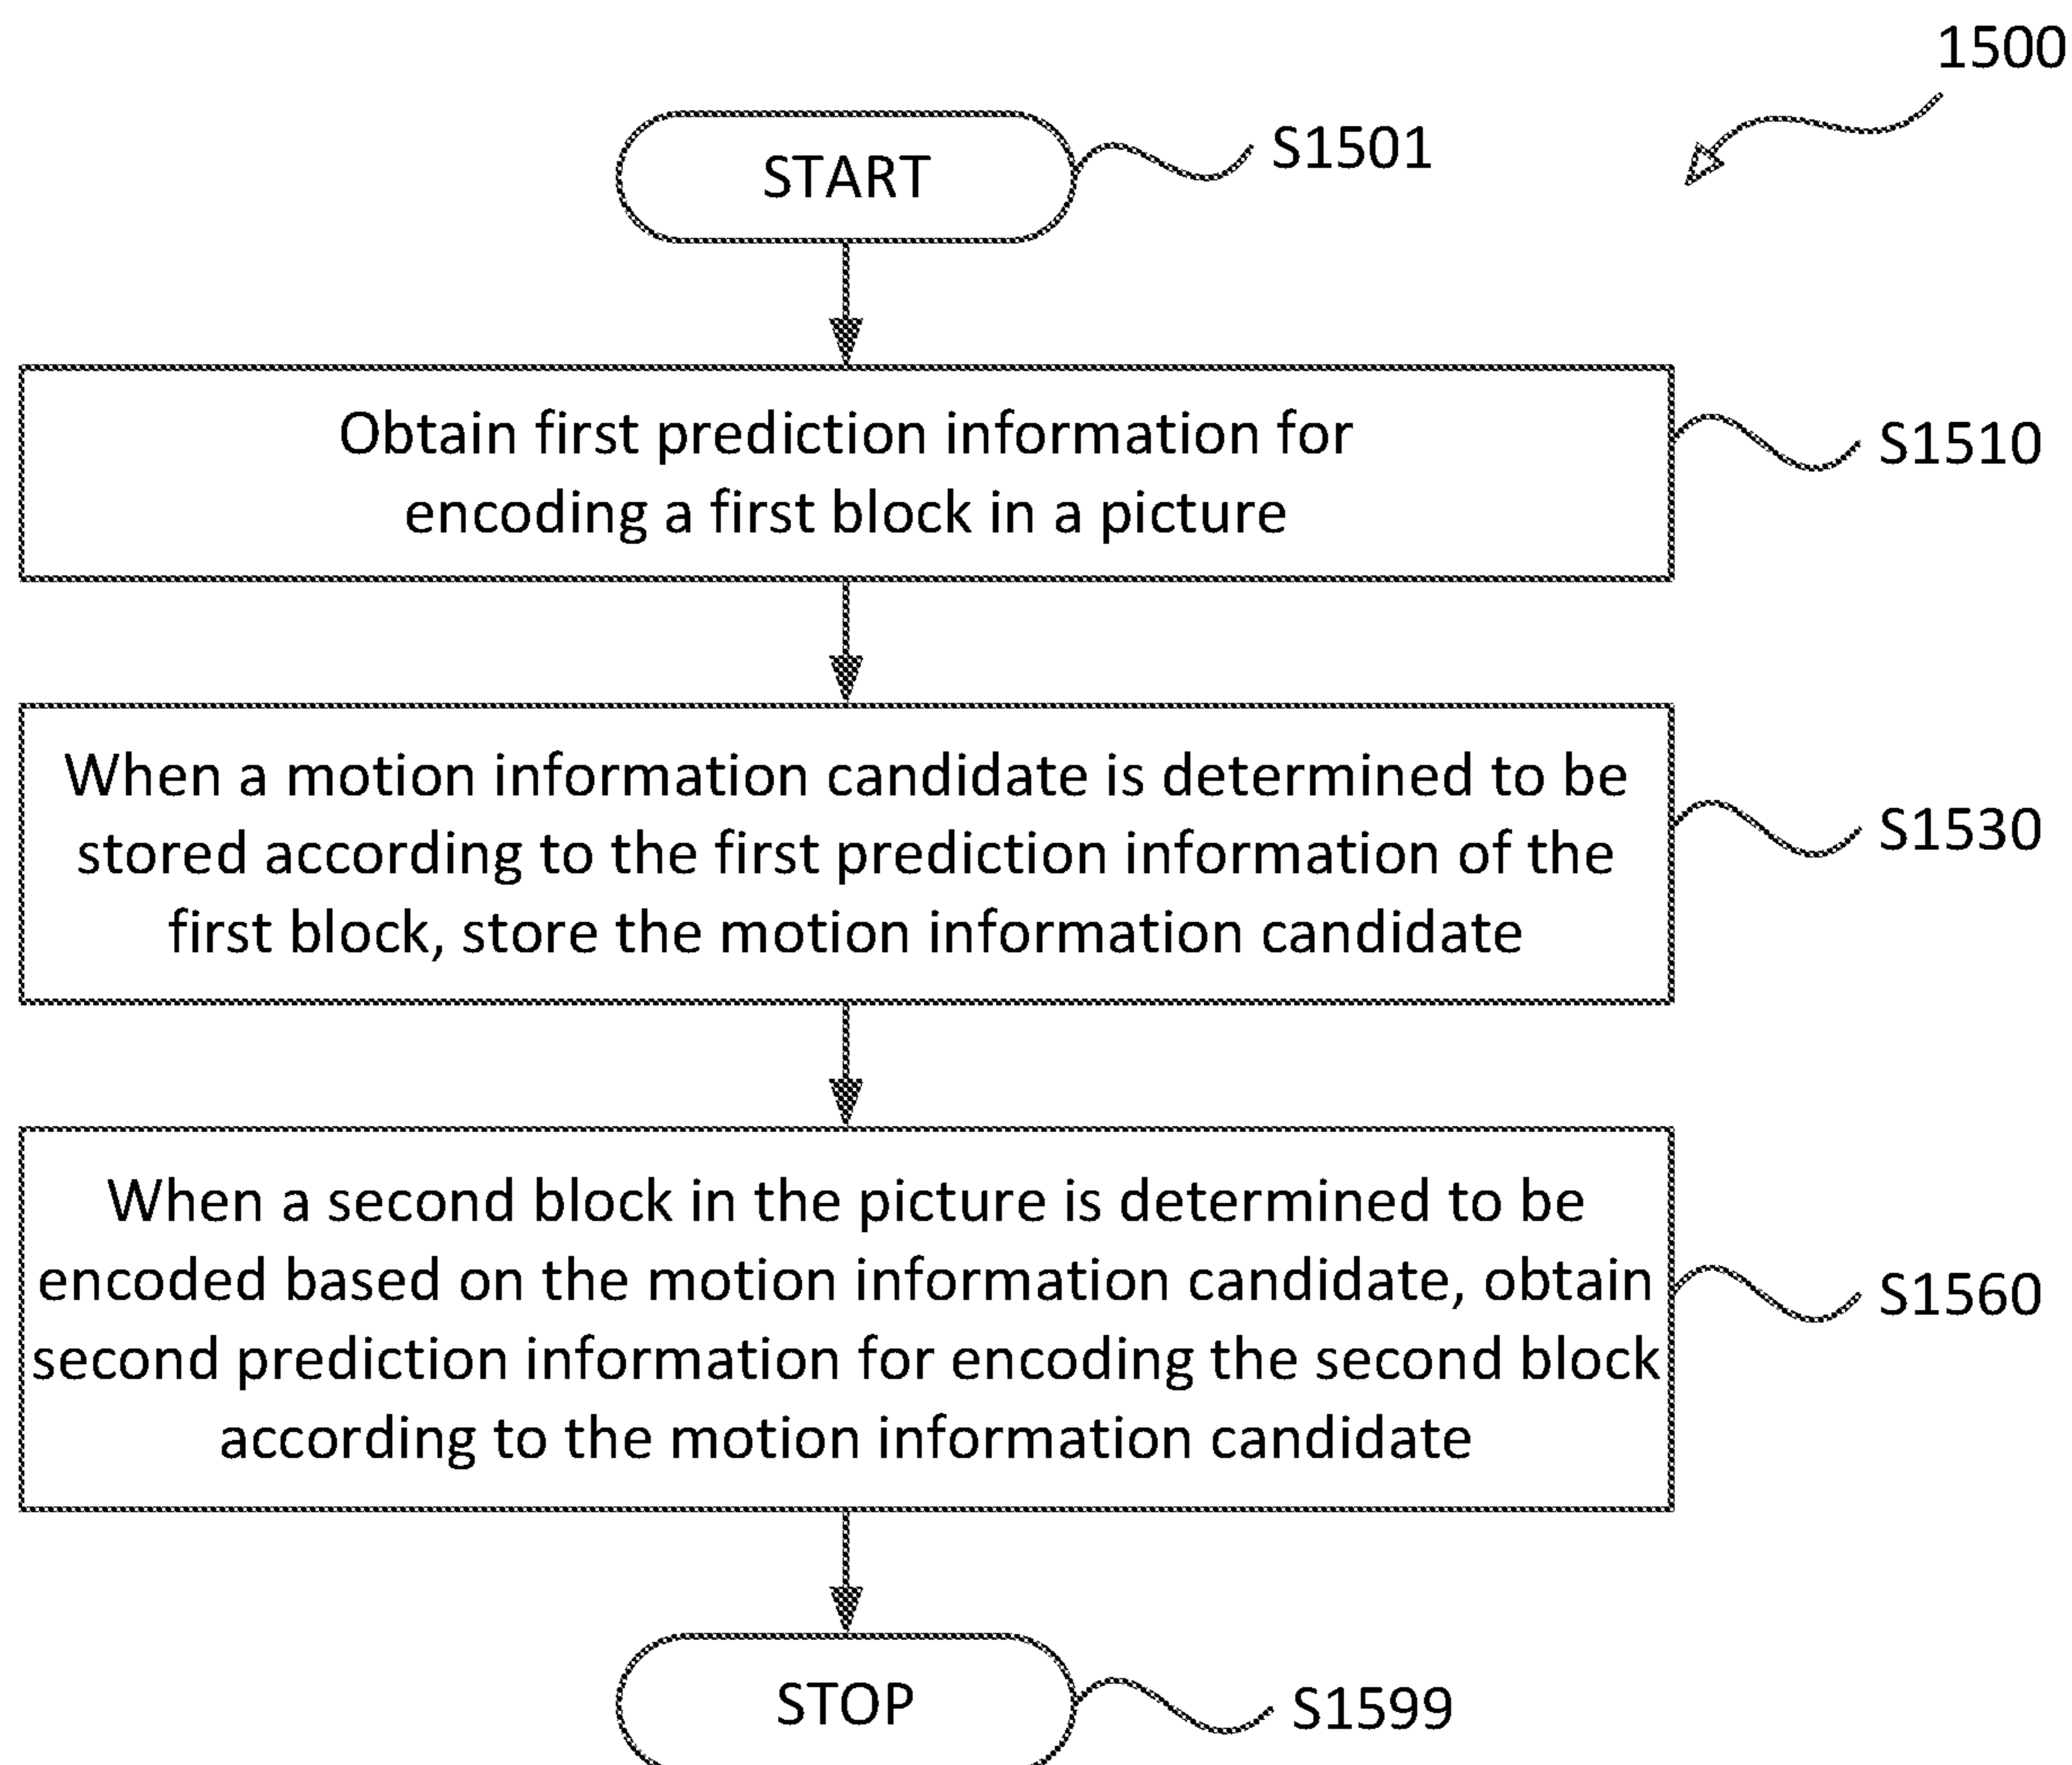 1500
START
S1501
Obtain first prediction information for
encoding a first block in a picture
S1510
When a motion information candidate is determined to be
stored according to the first prediction information of the
first block, store the motion information candidate
S1530
When a second block in the picture is determined to be
encoded based on the motion information candidate, obtain
second prediction information for encoding the second block
according to the motion information candidate
S1560
STOP
S1599